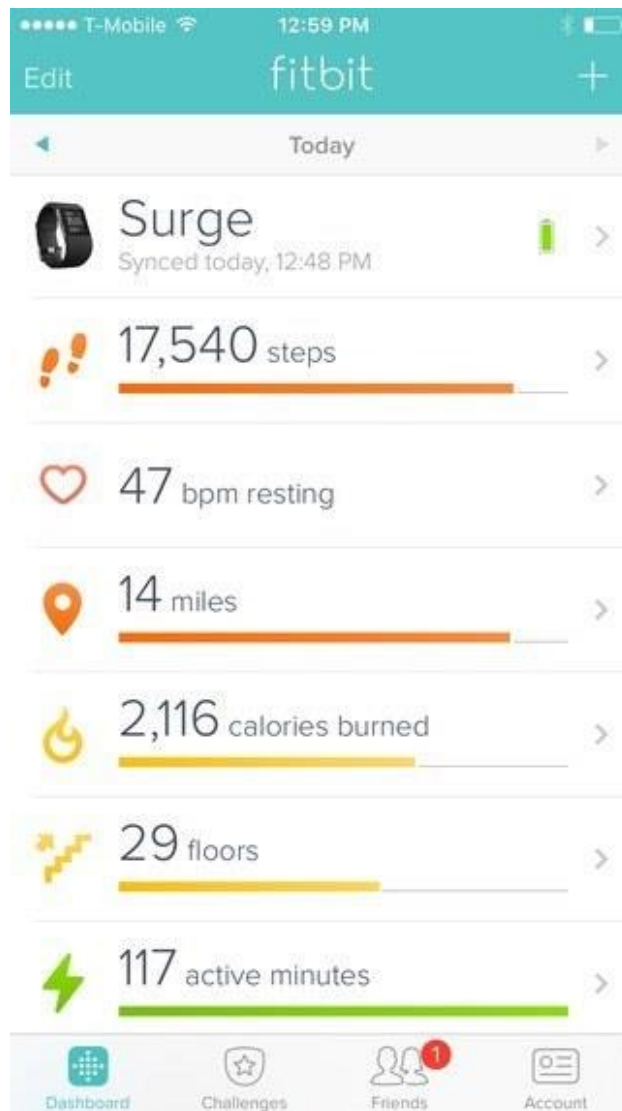 T-Mobile 12:59 PM
Edit fitbit +
Today
Surge
Synced today, 12:48 PM
17,540 steps
47 bpm resting
14 miles
2,116 calories burned
29 floors
117 active minutes
1
Dashboard Challenges Friends Account